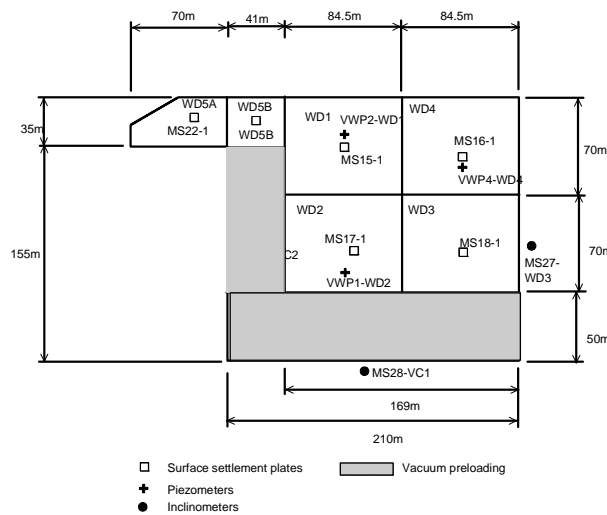 70m
41m
84.5m
84.5m
WD5A
MS22-1
WD5B
WD5B
WD1
VWP2-WD1
MS15-1
WD4
MS16-1
VWP4-WD4
35m
70m
WD2
MS17-1
VWP1-WD2
C2
WD3
MS18-1
MS27-
WD3
155m
70m
50m
MS28-VC1
169m
210m
Surface settlement plates
Vacuum preloading
Piezometers
Inclinometers